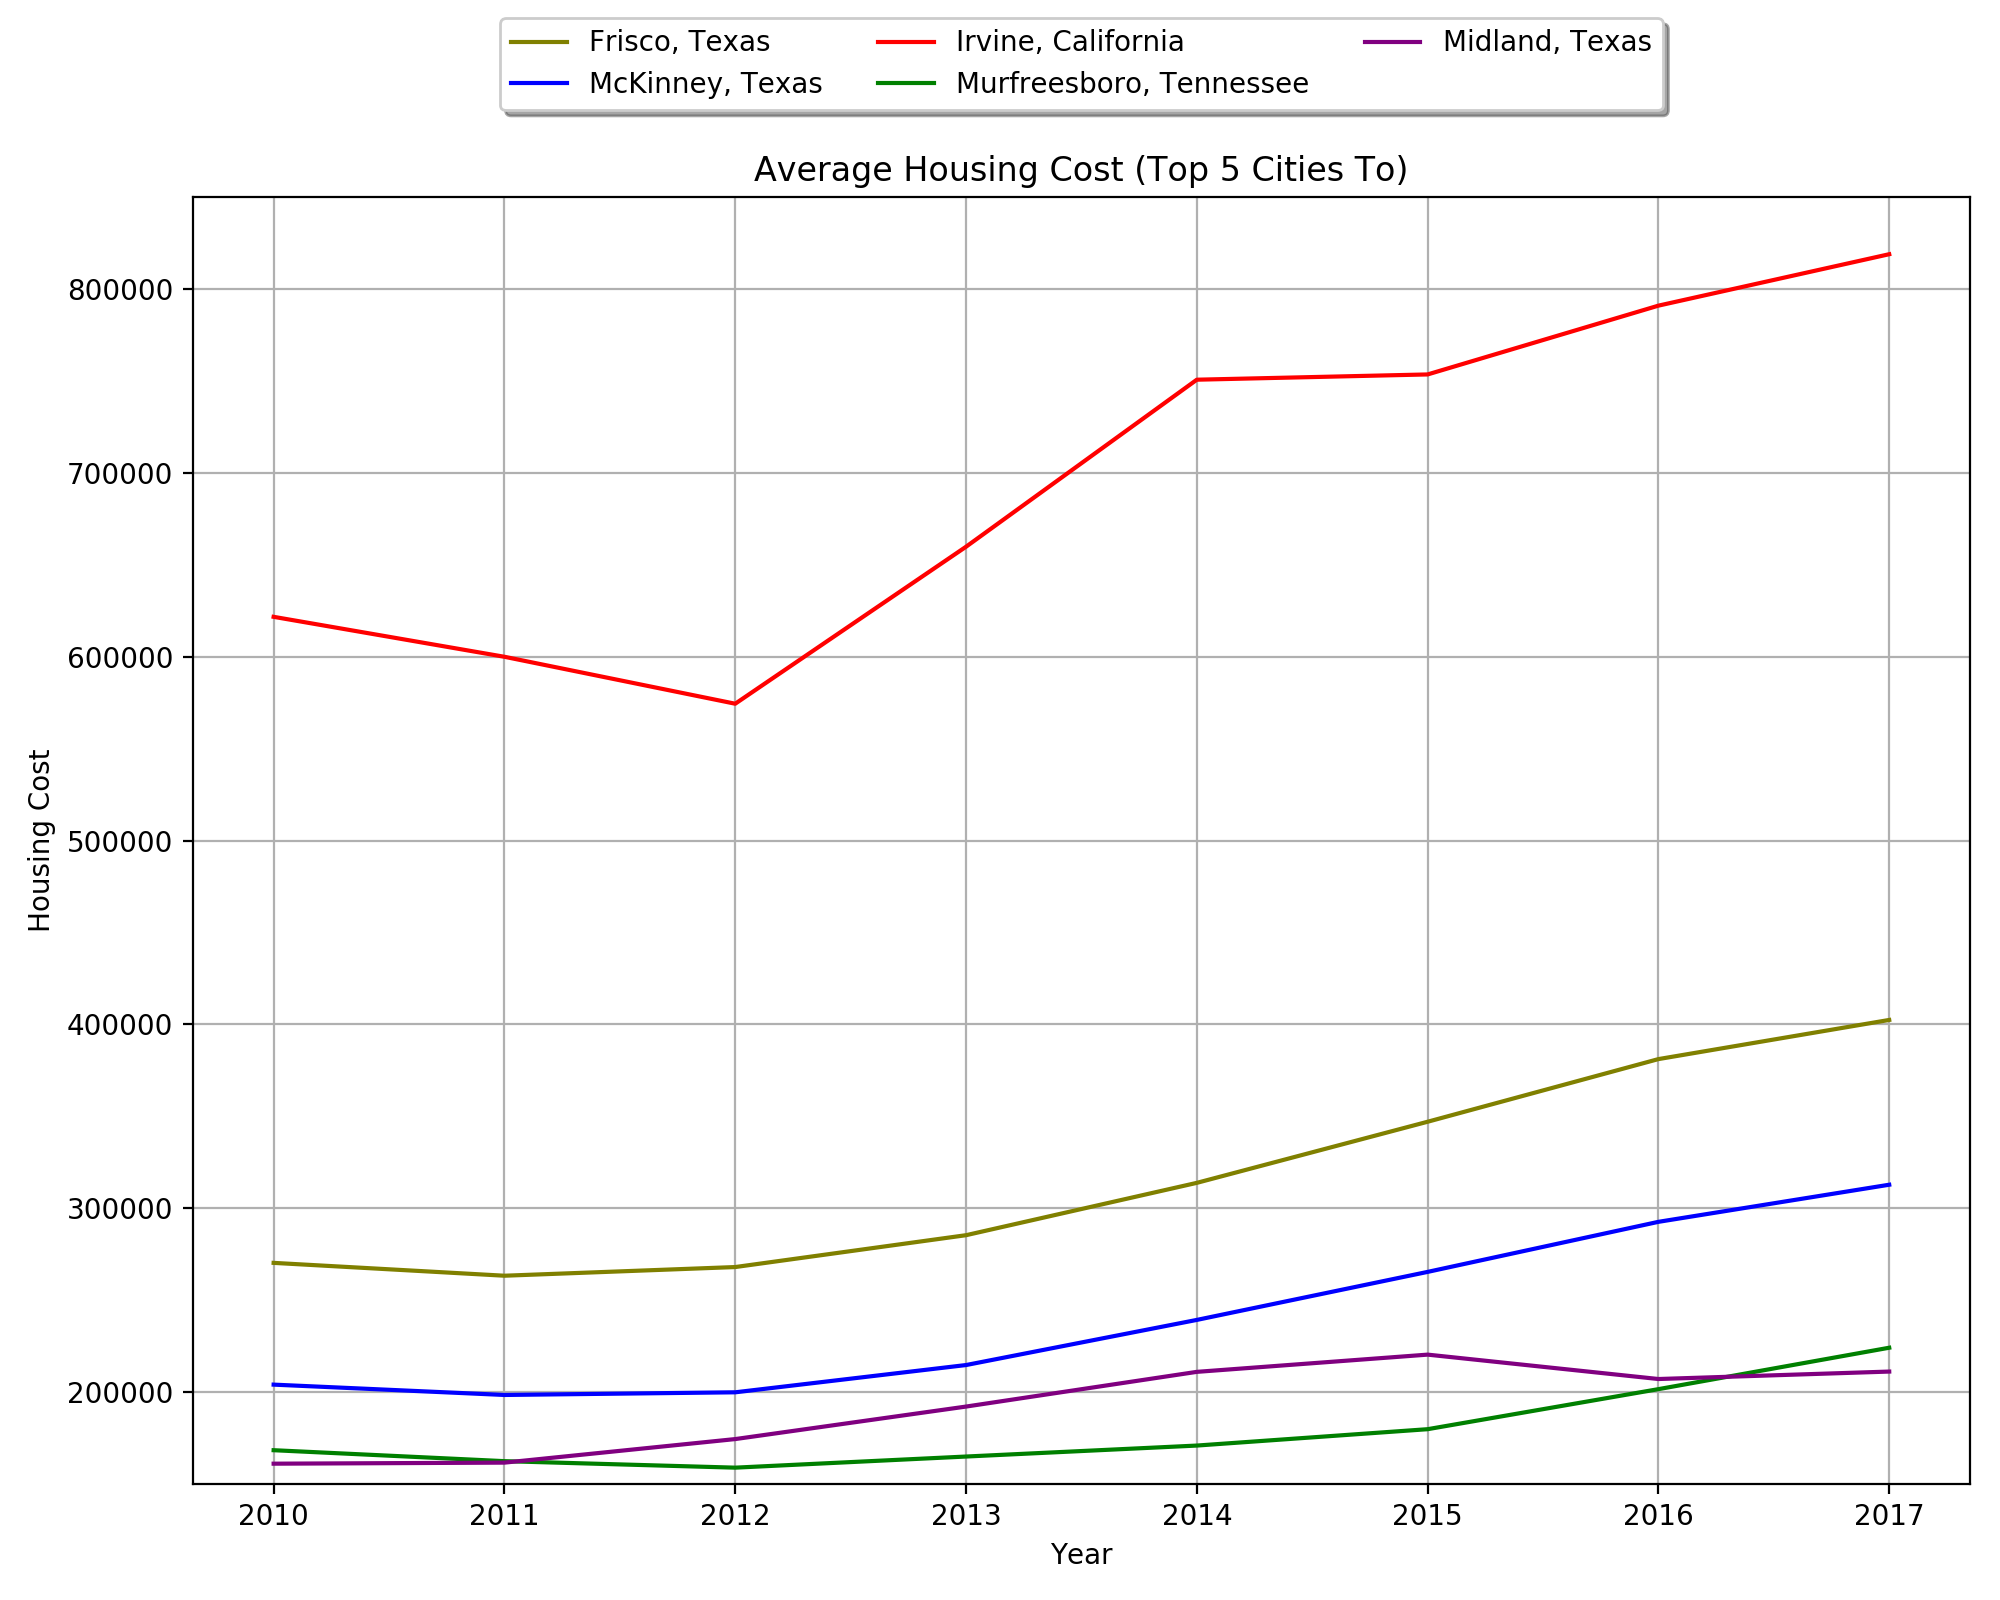 Frisco, Texas
McKinney, Texas
Irvine, California
Murfreesboro, Tennessee
Midland, Texas
Average Housing Cost (Top 5 Cities To)
Housing Cost
800000
700000
600000
500000
400000
300000
200000
2010 2011 2012 2013 2014 2015 2016 2017
Year